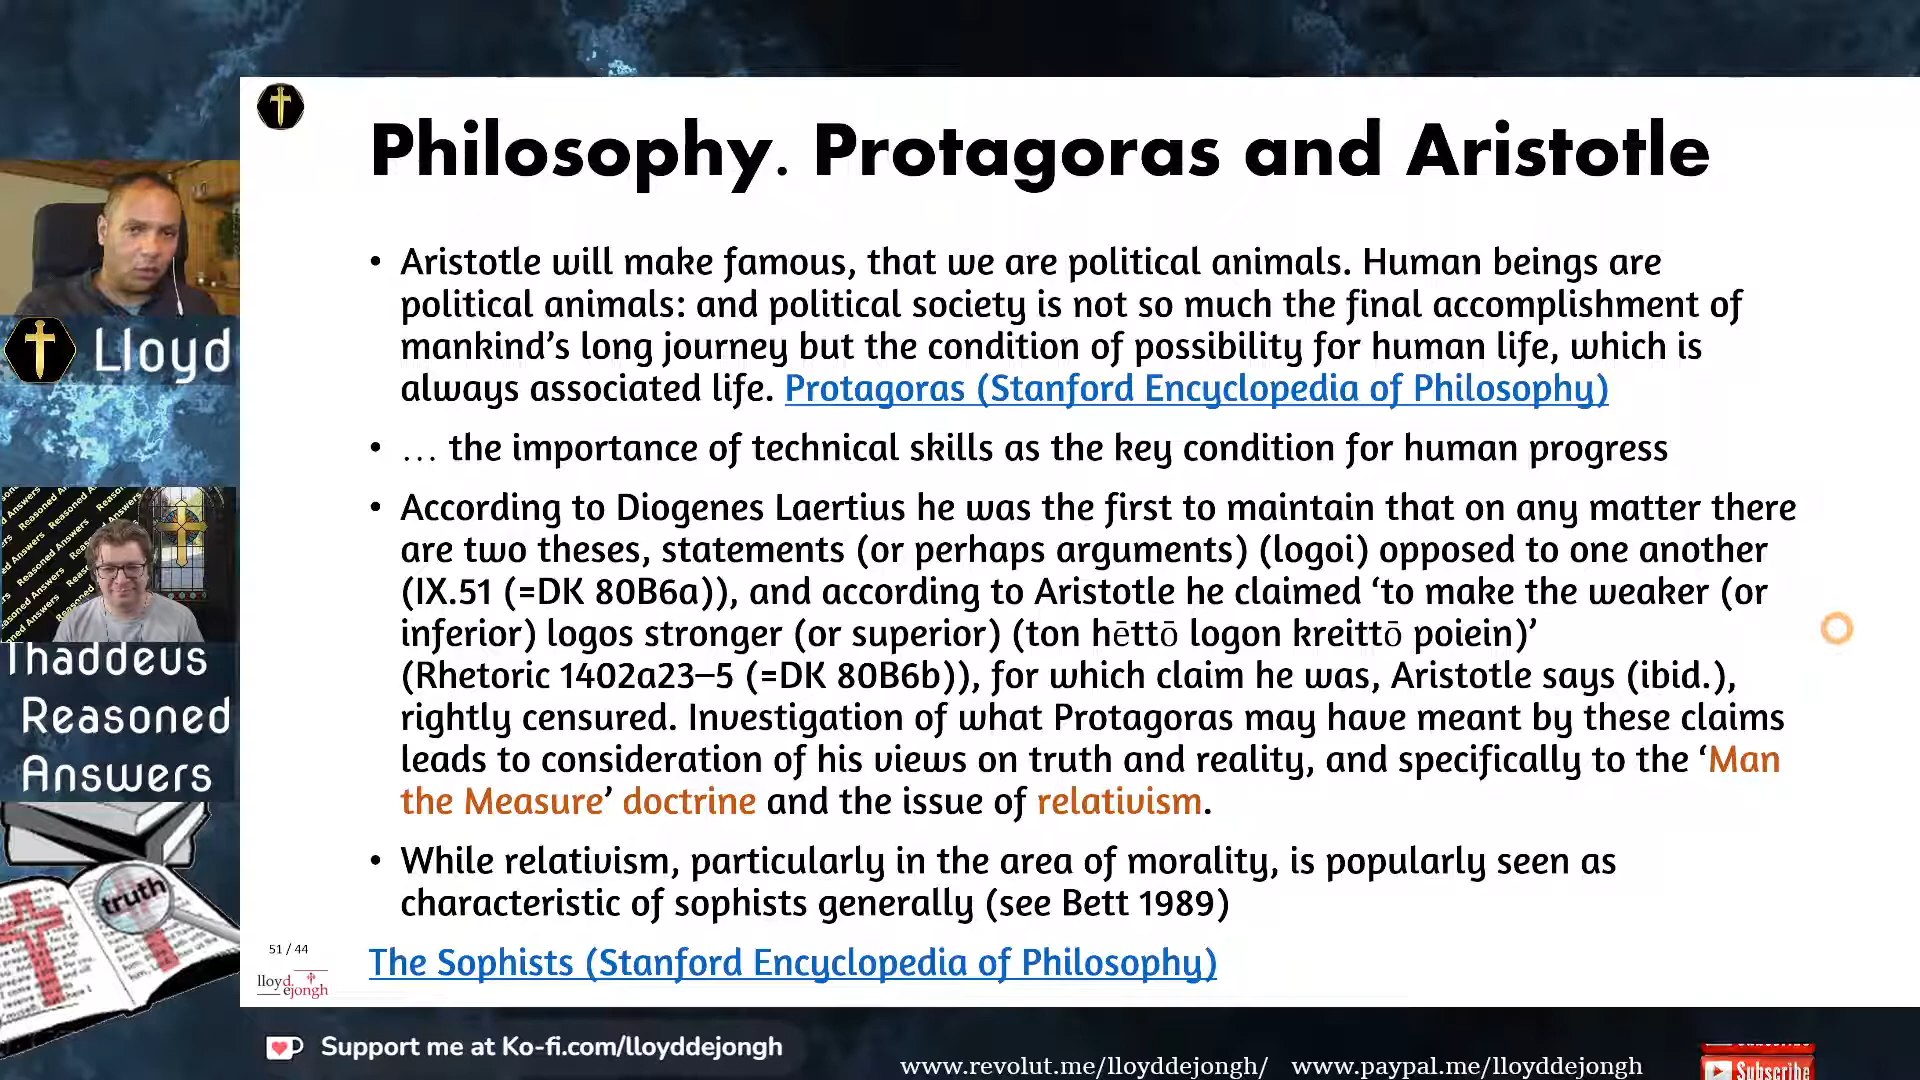 Philosophy. Protagoras and Aristotle
• Aristotle will make famous, that we are political animals. Human beings are
political animals: and political society is not so much the final accomplishment of
mankind’s long journey but the condition of possibility for human life, which is
always associated life. Protagoras (Stanford Encyclopedia of Philosophy)
• … the importance of technical skills as the key condition for human progress
• According to Diogenes Laertius he was the first to maintain that on any matter there
are two theses, statements (or perhaps arguments) (logoi) opposed to one another
(IX.51 (=DK 80B6a)), and according to Aristotle he claimed ‘to make the weaker (or
inferior) logos stronger (or superior) (ton hēttō logon kreittō poiein)’
(Rhetoric 1402a23–5 (=DK 80B6b)), for which claim he was, Aristotle says (ibid.),
rightly censured. Investigation of what Protagoras may have meant by these claims
leads to consideration of his views on truth and reality, and specifically to the ‘Man
the Measure’ doctrine and the issue of relativism.
• While relativism, particularly in the area of morality, is popularly seen as
characteristic of sophists generally (see Bett 1989)
The Sophists (Stanford Encyclopedia of Philosophy)
51 / 44
lloyd
dejongh
Lloyd
Reasoned Answers
Thaddeus
Reasoned
Answers
truth
Support me at Ko-fi.com/lloyddejongh
www.revolut.me/lloyddejongh/ www.paypal.me/lloyddejongh
Subscribe